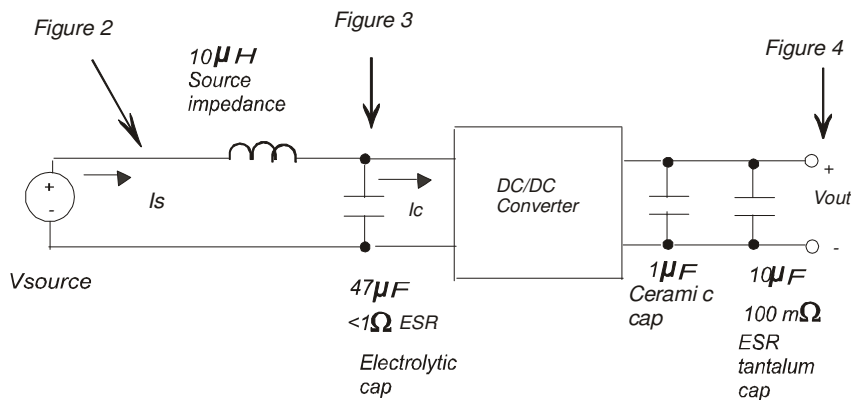 Figure 2
Figure 3
Figure 4
10µH
Source
impedance
+
-
Is
Ic
DC/DC
Converter
+
Vout
-
Vsource
47µF
<1Ω ESR
Electrolytic
cap
1µF
Cerami c
cap
10µF
100 mΩ
ESR
tantalum
cap